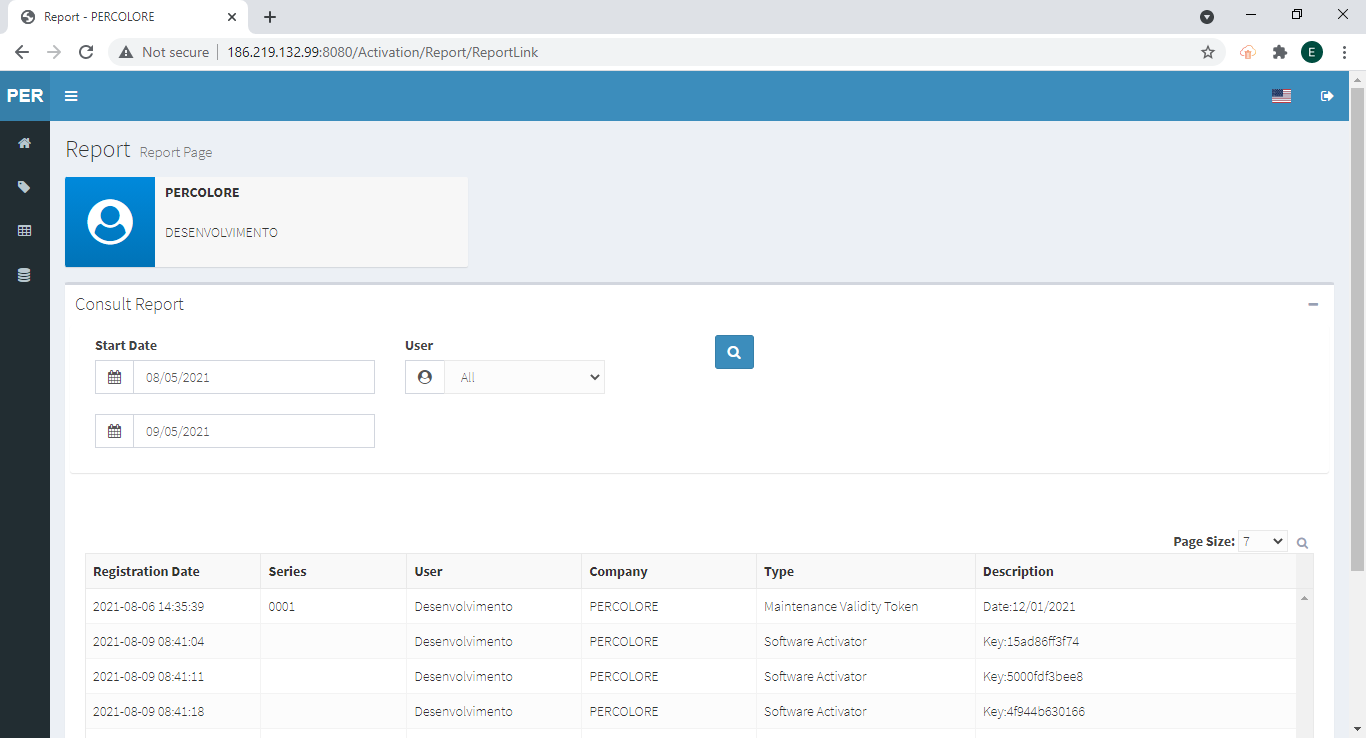 Report - PERCOLORE
Not secure 186.219.132.99:8080/Activation/Report/ReportLink
E
PER
Report Report Page
PERCOLORE
DESENVOLVIMENTO
Consult Report
Start Date User
08/05/2021 All
09/05/2021
Page Size: 7
Registration Date Series User Company Type Description
2021-08-06 14:35:39 0001 Desenvolvimento PERCOLORE Maintenance Validity Token Date:12/01/2021
2021-08-09 08:41:04 Desenvolvimento PERCOLORE Software Activator Key:15ad86ff3f74
2021-08-09 08:41:11 Desenvolvimento PERCOLORE Software Activator Key:5000fdf3bee8
2021-08-09 08:41:18 Desenvolvimento PERCOLORE Software Activator Key:4f944b630166